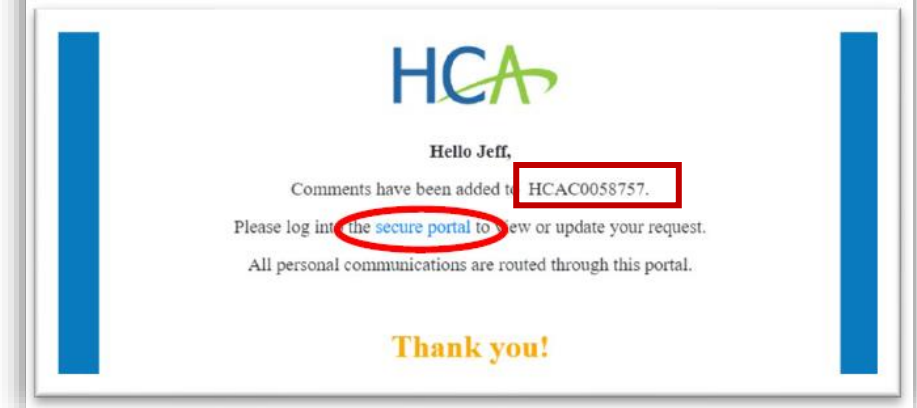 HCA
Hello Jeff,
Comments have been added to HCAC0058757.
Please log into the secure portal to view or update your request.
All personal communications are routed through this portal.
Thank you!